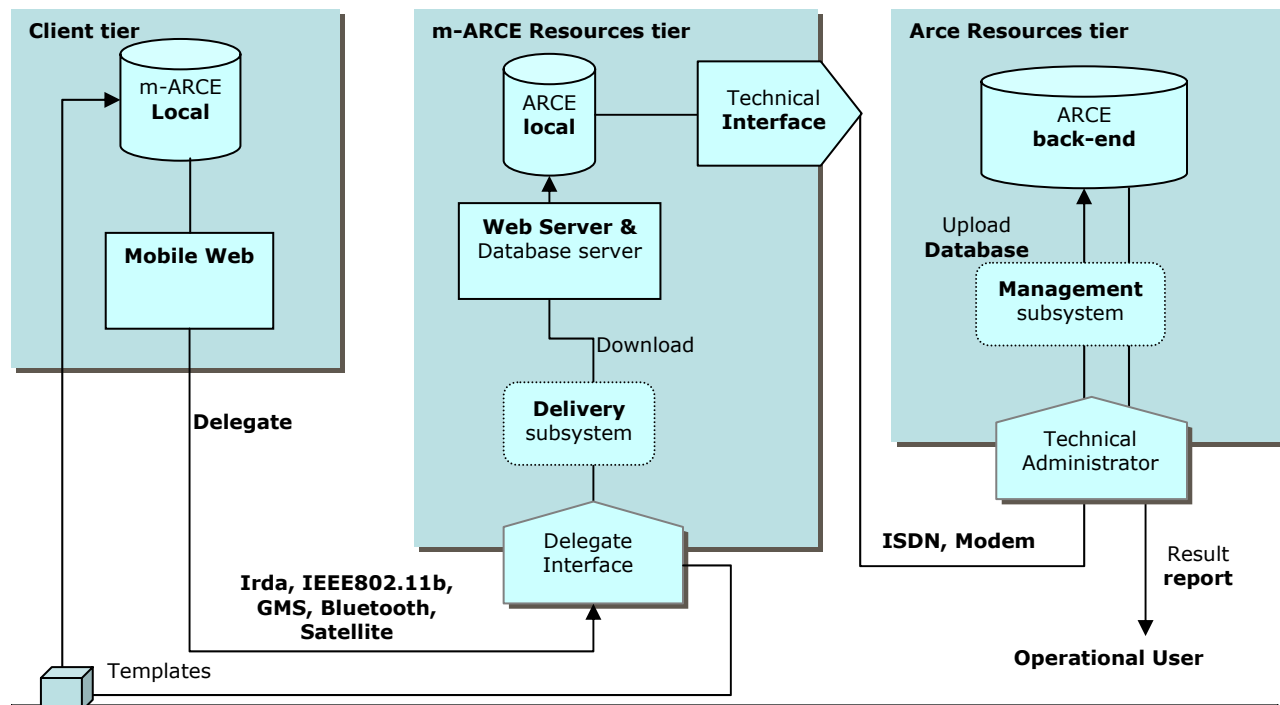 Client tier
m-ARCE
Local
Mobile Web
Delegate
Irda, IEEE802.11b,
GMS, Bluetooth,
Satellite
Templates
m-ARCE Resources tier
ARCE
local
Technical
Interface
Web Server &
Database server
Download
Delivery
subsystem
Delegate
Interface
Arce Resources tier
ARCE
back-end
Upload
Database
Management
subsystem
Technical
Administrator
ISDN, Modem
Result
report
Operational User